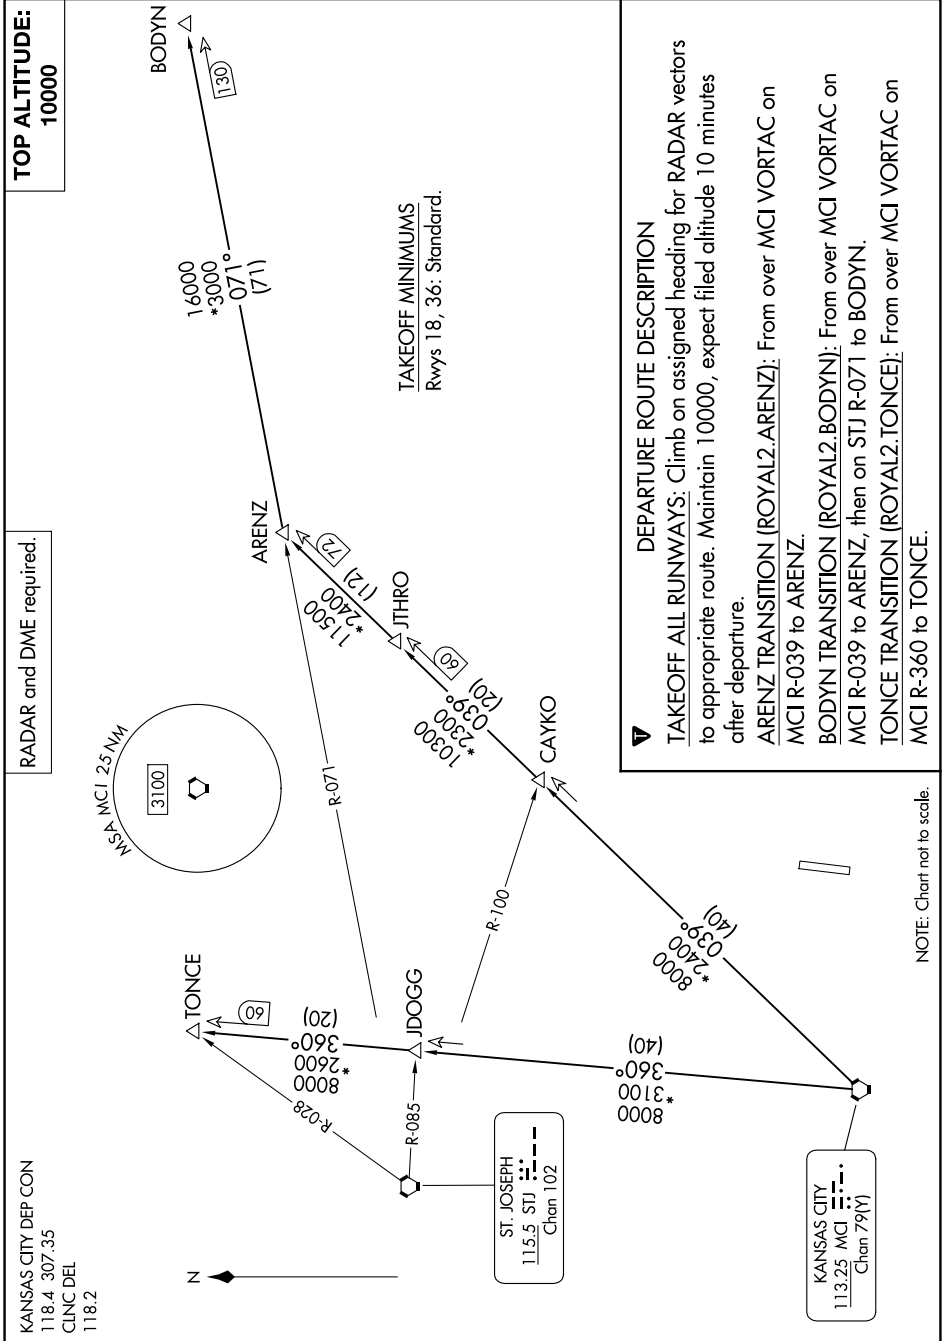 KANSAS CITY DEP CON
118.4 307.35
CLNC DEL
118.2
RADAR and DME required.
TOP ALTITUDE:
10000
MSA MCI 25 NM
3100
N
BODYN
130
16000
*3000
071°
(71)
ARENZ
72
11500
*2400
(12)
JTHRO
60
10300
*2300
039°
(20)
CAYKO
TONCE
60
8000
*2600
360°
(20)
JDOGG
R-071
R-100
R-028
R-085
8000
*3100
360°
(40)
8000
*2400
039°
(40)
ST. JOSEPH
115.5 STJ
Chan 102
KANSAS CITY
113.25 MCI
Chan 79(Y)
TAKEOFF MINIMUMS
Rwys 18, 36: Standard.
NOTE: Chart not to scale.
T
DEPARTURE ROUTE DESCRIPTION
TAKEOFF ALL RUNWAYS: Climb on assigned heading for RADAR vectors
to appropriate route. Maintain 10000, expect filed altitude 10 minutes
after departure.
ARENZ TRANSITION (ROYAL2.ARENZ): From over MCI VORTAC on
MCI R-039 to ARENZ.
BODYN TRANSITION (ROYAL2.BODYN): From over MCI VORTAC on
MCI R-039 to ARENZ, then on STJ R-071 to BODYN.
TONCE TRANSITION (ROYAL2.TONCE): From over MCI VORTAC on
MCI R-360 to TONCE.